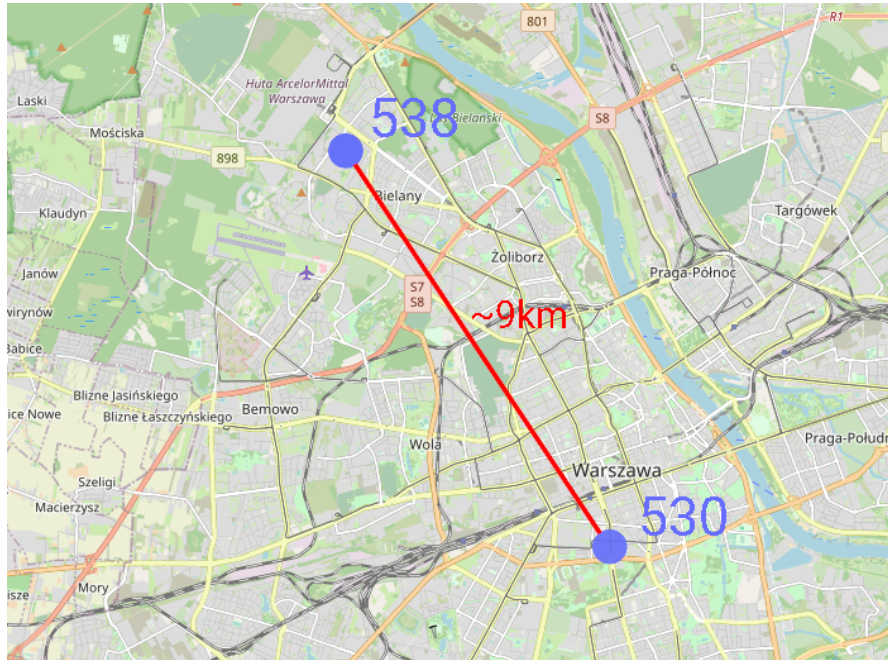 801
R1
Laski
Huta ArcelorMittal
Warszawa
538
Las Bielański
S8
Mościska
898
Bielany
Klaudyn
Targówek
Żoliborz
Janów
Praga-Północ
S7
S8
wirynów
~9km
Babice
Blizne Jasińskiego
ice Nowe
Blizne Łaszczyńskiego
Bemowo
Wola
Praga-Połudn
Warszawa
Szeligi
Macierzysz
530
Mory
isze